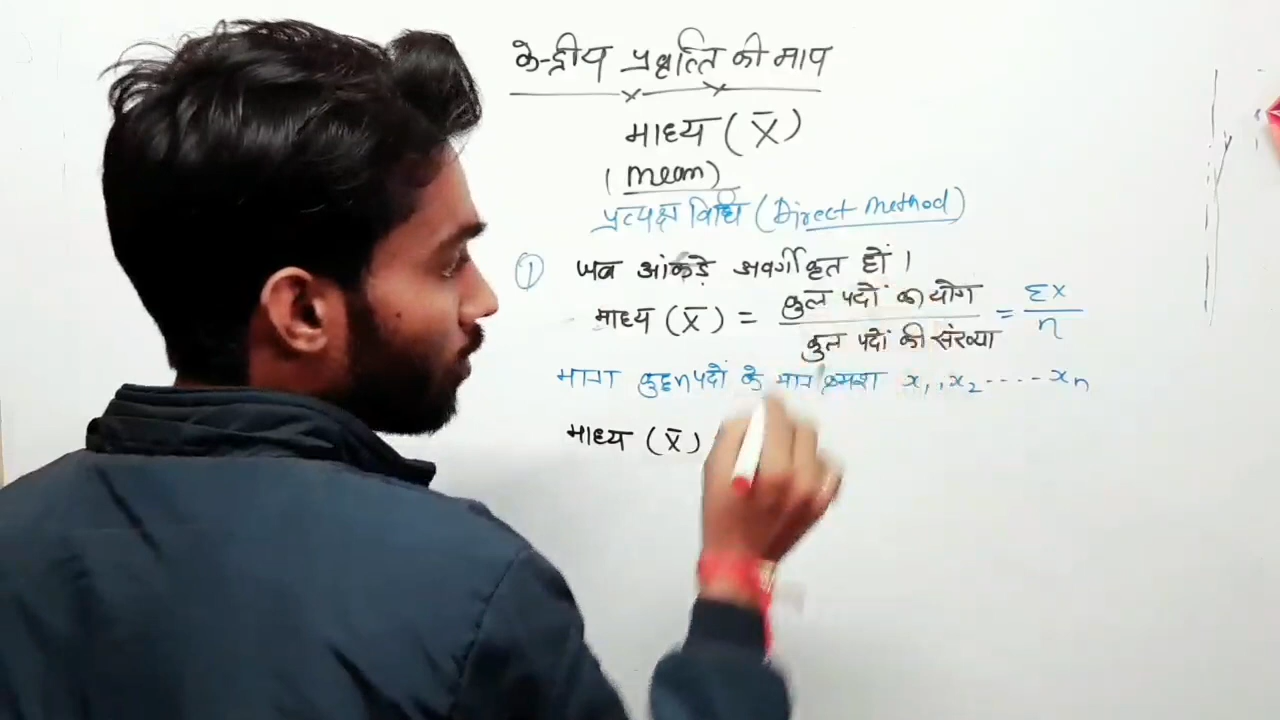 केन्द्रीय प्रवृत्ति की माप
माध्य ( X̄ )
( mean )
प्रत्यक्ष विधि ( Direct method )
① जब आंकड़े अवर्गीकृत हों ।
माध्य ( X̄ ) = कुल पदों का योग / कुल पदों की संख्या = Σx / n
माना कुछ n पदों के मान क्रमश x₁, x₂ ----- xₙ
माध्य ( x̄ )